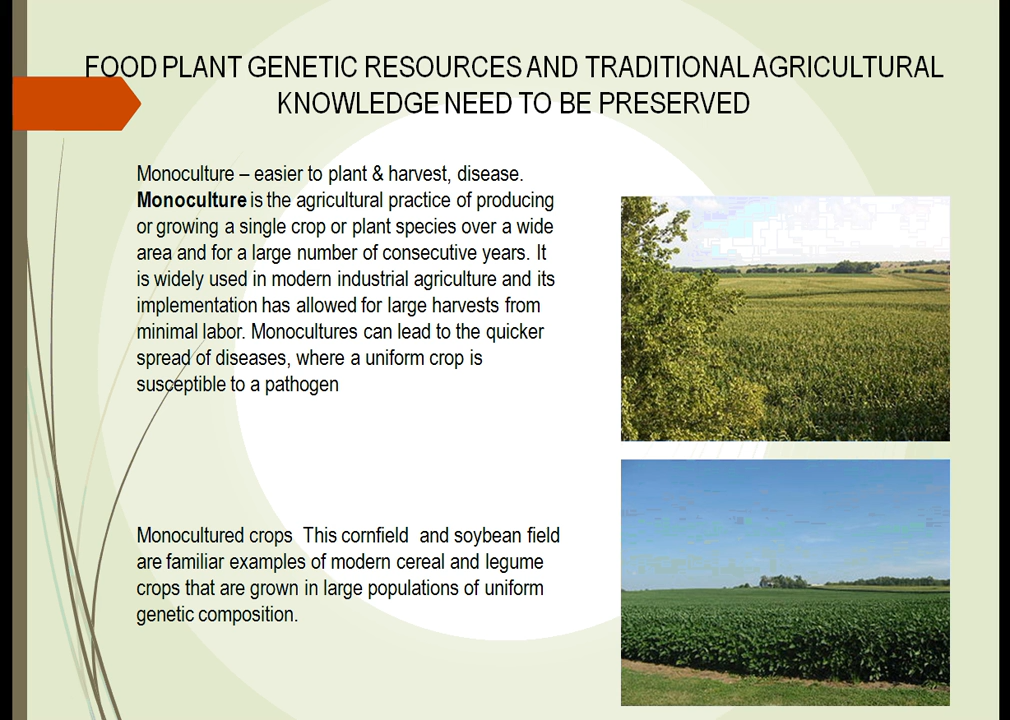 FOOD PLANT GENETIC RESOURCES AND TRADITIONAL AGRICULTURAL
KNOWLEDGE NEED TO BE PRESERVED
Monoculture – easier to plant & harvest, disease.
Monoculture is the agricultural practice of producing
or growing a single crop or plant species over a wide
area and for a large number of consecutive years. It
is widely used in modern industrial agriculture and its
implementation has allowed for large harvests from
minimal labor. Monocultures can lead to the quicker
spread of diseases, where a uniform crop is
susceptible to a pathogen
Monocultured crops  This cornfield  and soybean field
are familiar examples of modern cereal and legume
crops that are grown in large populations of uniform
genetic composition.